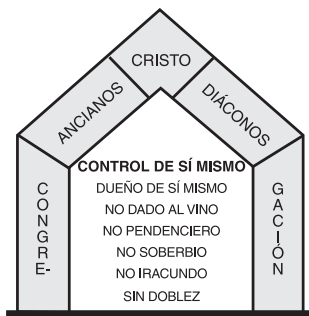 CRISTO
ANCIANOS
DIÁCONOS
CONGRE-
GACIÓN
CONTROL DE SÍ MISMO
DUEÑO DE SÍ MISMO
NO DADO AL VINO
NO PENDENCIERO
NO SOBERBIO
NO IRACUNDO
SIN DOBLEZ